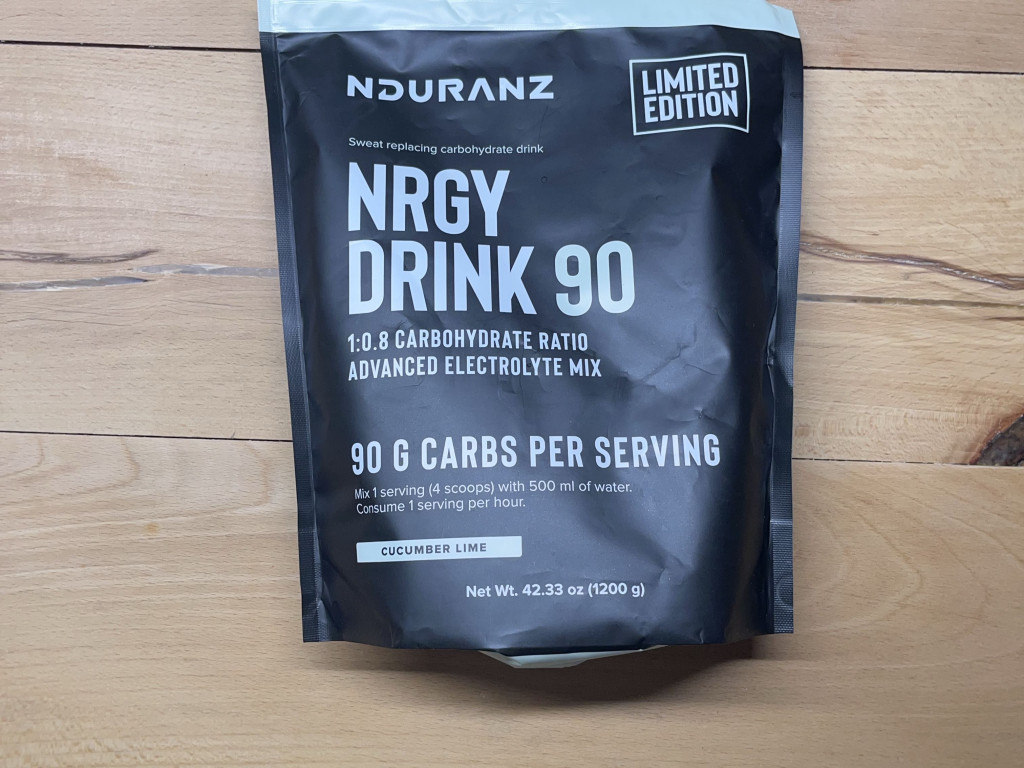 NDURANZ
LIMITED
EDITION
Sweat replacing carbohydrate drink
NRGY
DRINK 90
1:0.8 CARBOHYDRATE RATIO
ADVANCED ELECTROLYTE MIX
90 G CARBS PER SERVING
Mix 1 serving (4 scoops) with 500 ml of water.
Consume 1 serving per hour.
CUCUMBER LIME
Net Wt. 42.33 oz (1200 g)